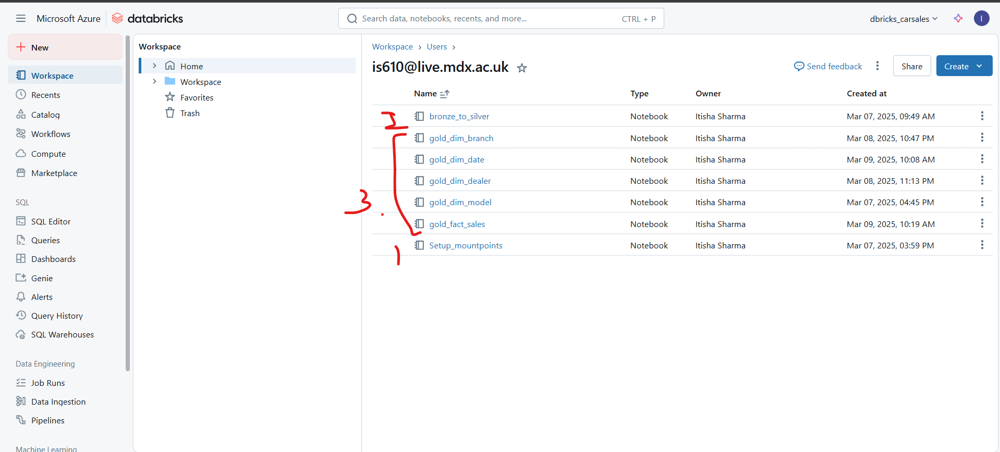 Microsoft Azure databricks
Search data, notebooks, recents, and more... CTRL + P
dbricks_carsales I
New
Workspace
Recents
Catalog
Workflows
Compute
Marketplace
SQL
SQL Editor
Queries
Dashboards
Genie
Alerts
Query History
SQL Warehouses
Data Engineering
Job Runs
Data Ingestion
Pipelines
Machine Learning
Workspace
Home
Workspace
Favorites
Trash
Workspace > Users >
is610@live.mdx.ac.uk
Send feedback Share Create
Name Type Owner Created at
bronze_to_silver Notebook Itisha Sharma Mar 07, 2025, 09:49 AM
gold_dim_branch Notebook Itisha Sharma Mar 08, 2025, 10:47 PM
gold_dim_date Notebook Itisha Sharma Mar 09, 2025, 10:08 AM
gold_dim_dealer Notebook Itisha Sharma Mar 08, 2025, 11:13 PM
3.
gold_dim_model Notebook Itisha Sharma Mar 07, 2025, 04:45 PM
gold_fact_sales Notebook Itisha Sharma Mar 09, 2025, 10:19 AM
1 Setup_mountpoints Notebook Itisha Sharma Mar 07, 2025, 03:59 PM